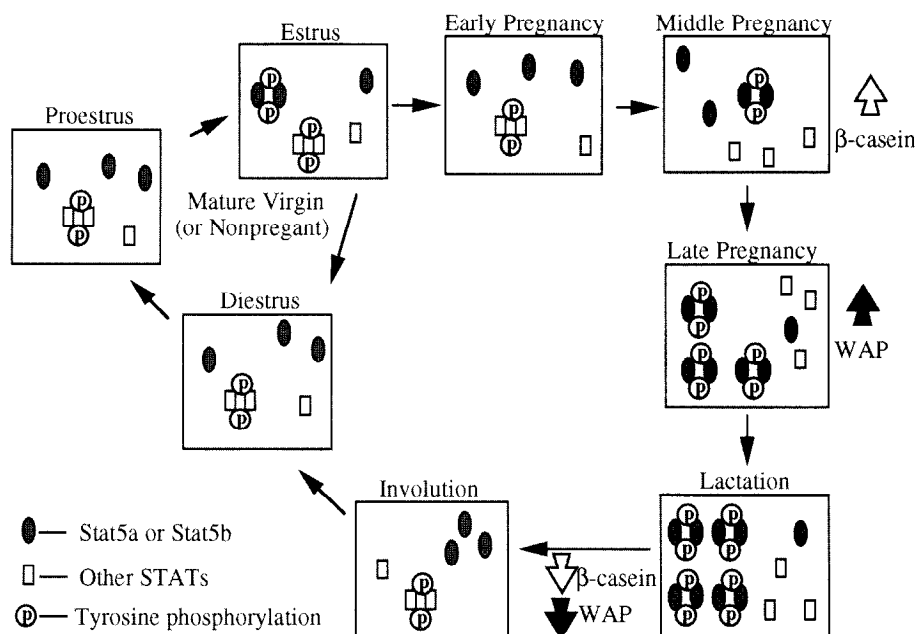 Estrus
Early Pregnancy
Middle Pregnancy
Proestrus
p
p
p
p
p
p
p
p
p
p
β-casein
Mature Virgin
(or Nonpregant)
Late Pregnancy
Diestrus
p
p
p
p
p
p
p
p
WAP
Involution
Lactation
Stat5a or Stat5b
Other STATs
Tyrosine phosphorylation
p
p
p
β-casein
WAP
p
p
p
p
p
p
p
p